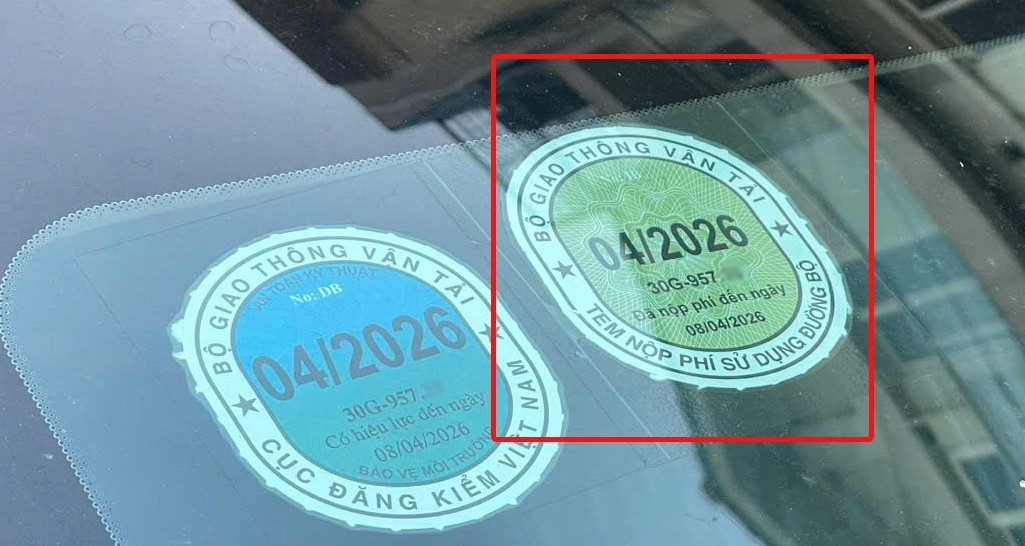 BỘ GIAO THÔNG VẬN TẢI
AN TOÀN KỸ THUẬT
No: DB
04/2026
30G-957.
Có hiệu lực đến ngày
08/04/2026
BẢO VỆ MÔI TRƯỜNG
CỤC ĐĂNG KIỂM VIỆT NAM
BỘ GIAO THÔNG VẬN TẢI
04/2026
30G-957
Đã nộp phí đến ngày
08/04/2026
TEM NỘP PHÍ SỬ DỤNG ĐƯỜNG BỘ